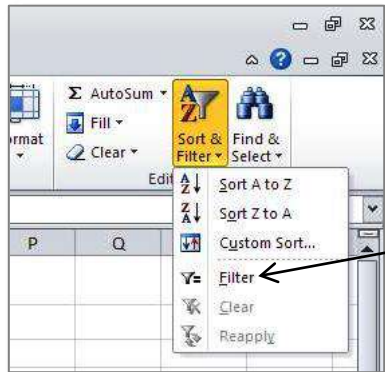 Σ AutoSum
Fill
Clear
rmat
Sort &
Filter
Find &
Select
Edit
Sort A to Z
Sort Z to A
Custom Sort...
Filter
Clear
Reapply
P Q